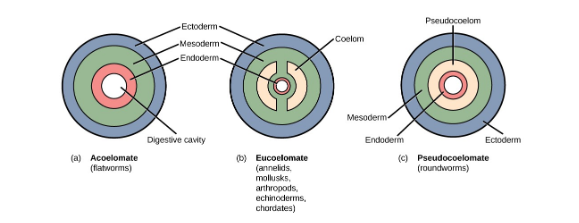 Ectoderm
Mesoderm
Endoderm
Digestive cavity
(a) Acoelomate
(flatworms)
Coelom
(b) Eucoelomate
(annelids,
mollusks,
arthropods,
echinoderms,
chordates)
Pseudocoelom
Mesoderm
Endoderm
Ectoderm
(c) Pseudocoelomate
(roundworms)